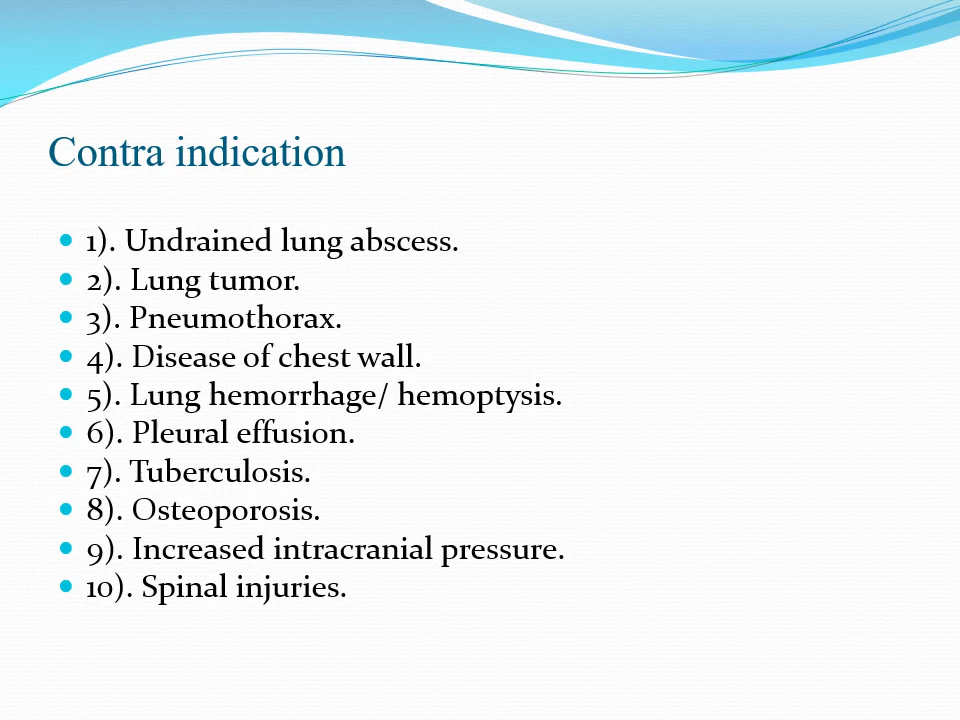 Contra indication
• 1). Undrained lung abscess.
• 2). Lung tumor.
• 3). Pneumothorax.
• 4). Disease of chest wall.
• 5). Lung hemorrhage/ hemoptysis.
• 6). Pleural effusion.
• 7). Tuberculosis.
• 8). Osteoporosis.
• 9). Increased intracranial pressure.
• 10). Spinal injuries.